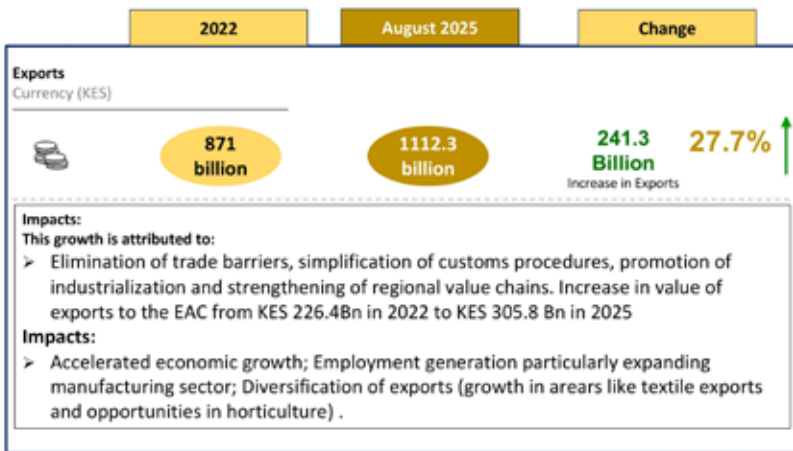 2022 August 2025 Change
Exports
Currency (KES)
871
billion
1112.3
billion
241.3
Billion
27.7%
Increase in Exports
Impacts:
This growth is attributed to:
➢ Elimination of trade barriers, simplification of customs procedures, promotion of
industrialization and strengthening of regional value chains. Increase in value of
exports to the EAC from KES 226.4Bn in 2022 to KES 305.8 Bn in 2025
Impacts:
➢ Accelerated economic growth; Employment generation particularly expanding
manufacturing sector; Diversification of exports (growth in arears like textile exports
and opportunities in horticulture) .